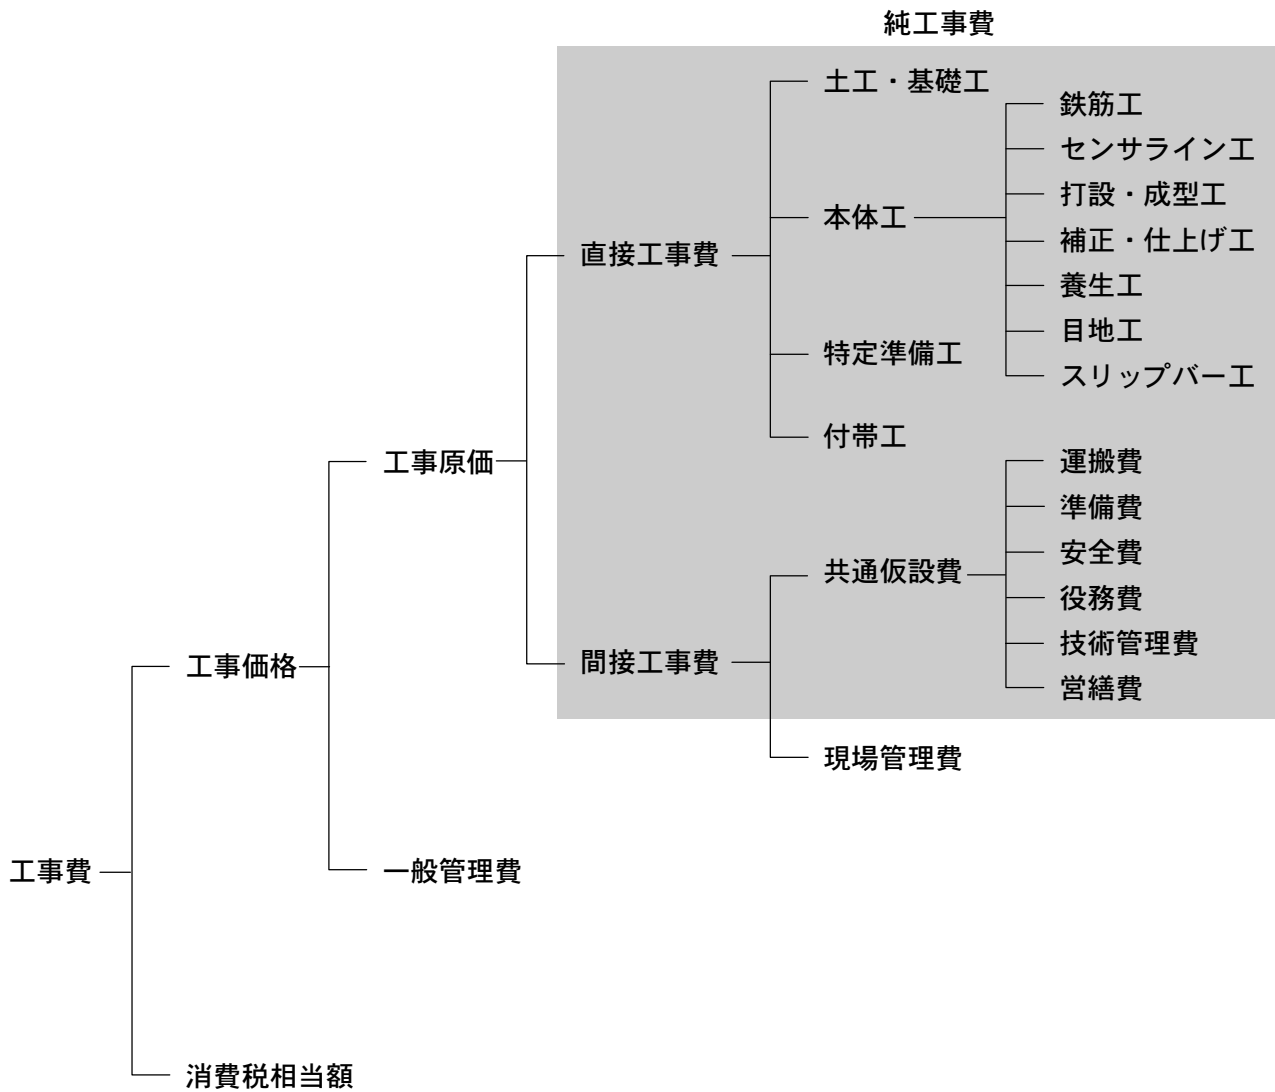 純工事費
土工・基礎工
鉄筋工
センサライン工
打設・成型工
本体工
補正・仕上げ工
直接工事費
養生工
目地工
特定準備工
スリップバー工
付帯工
工事原価
運搬費
準備費
安全費
共通仮設費
役務費
技術管理費
間接工事費
工事価格
営繕費
現場管理費
工事費
一般管理費
消費税相当額